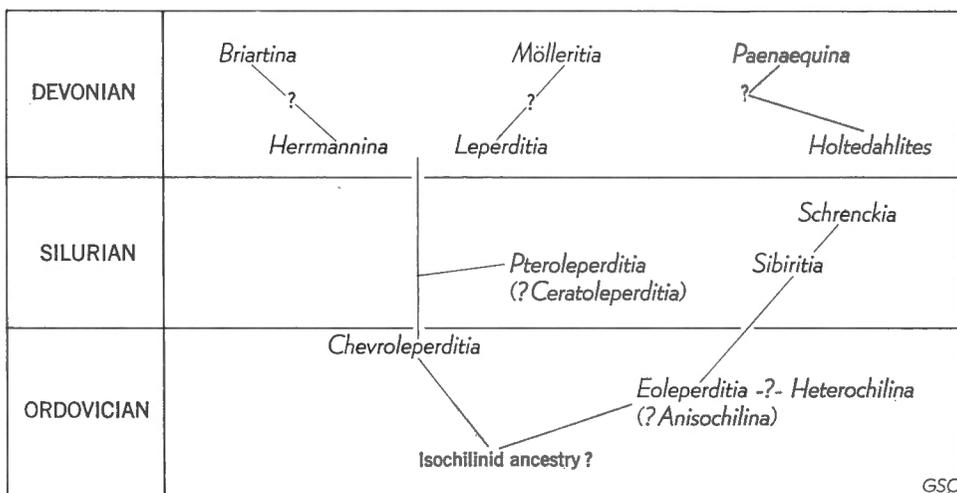 DEVONIAN
Briartina
Mölleritia
Paenaequina
?
?
?
Herrmannina
Leperditia
Holtedahlites
SILURIAN
Schrenckia
Sibiritia
Pteroleperditia
(?Ceratoleperditia)
ORDOVICIAN
Chevroleperditia
Eoleperditia -?- Heterochilina
(?Anisochilina)
Isochilinid ancestry?
GSC